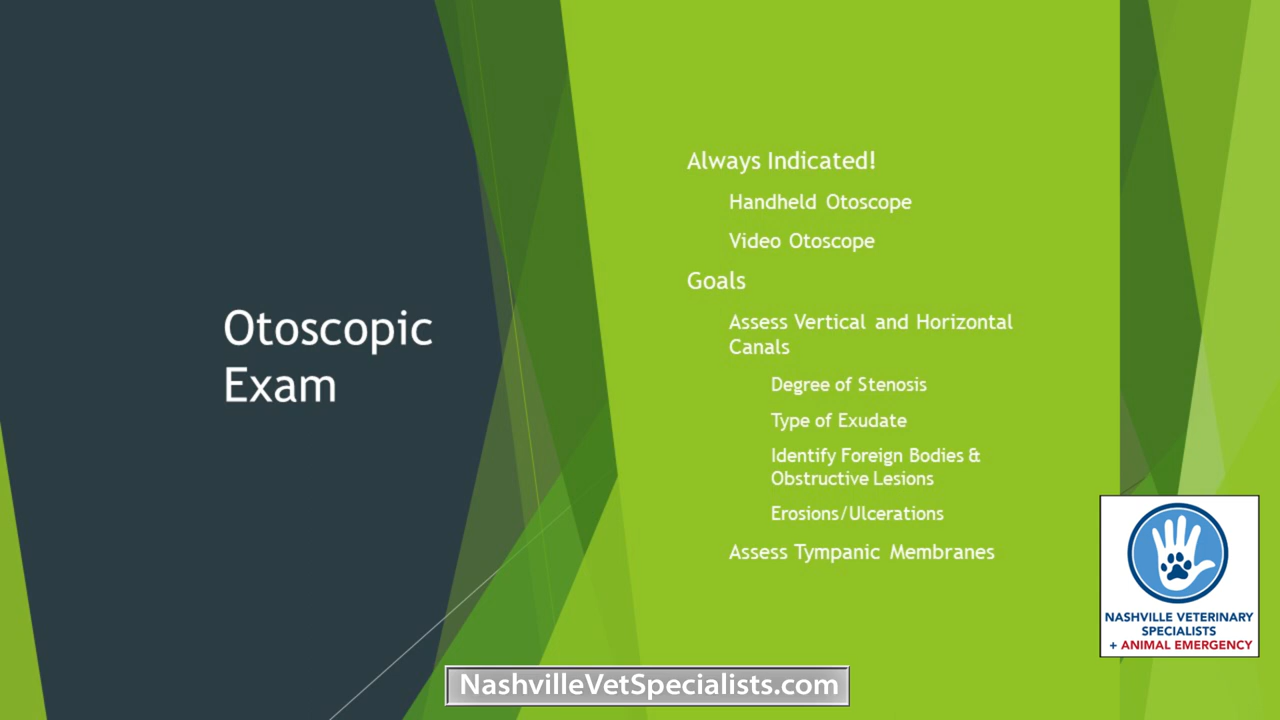 Otoscopic
Exam
Always Indicated!
Handheld Otoscope
Video Otoscope
Goals
Assess Vertical and Horizontal
Canals
Degree of Stenosis
Type of Exudate
Identify Foreign Bodies &
Obstructive Lesions
Erosions/Ulcerations
Assess Tympanic Membranes
NASHVILLE VETERINARY
SPECIALISTS
+ ANIMAL EMERGENCY
NashvilleVetSpecialists.com